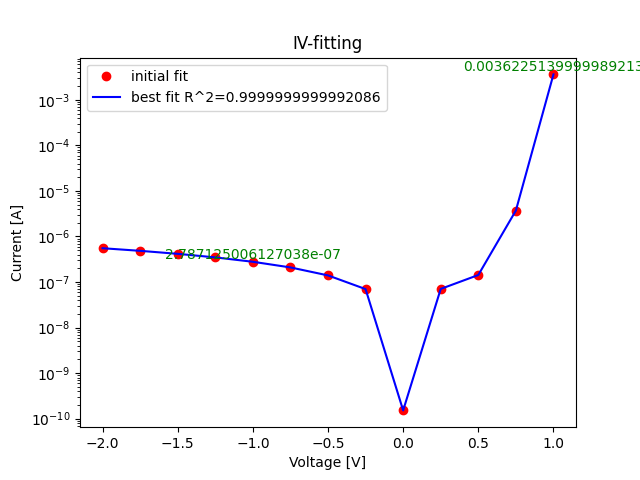 IV-fitting
0.0036225139999989213
initial fit
best fit R^2=0.9999999999992086
2.787125006127038e-07
Current [A]
10^-3
10^-4
10^-5
10^-6
10^-7
10^-8
10^-9
10^-10
−2.0 −1.5 −1.0 −0.5 0.0 0.5 1.0
Voltage [V]